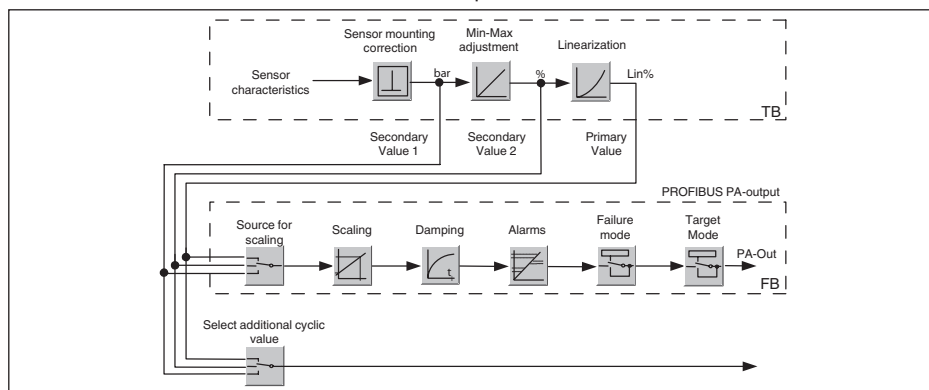 Sensor mounting
correction
Min-Max
adjustment
Linearization
Sensor
characteristics
bar
%
Lin%
TB
Secondary
Value 1
Secondary
Value 2
Primary
Value
PROFIBUS PA-output
Source for
scaling
Scaling
Damping
Alarms
Failure
mode
Target
Mode
t
PA-Out
FB
Select additional cyclic
value